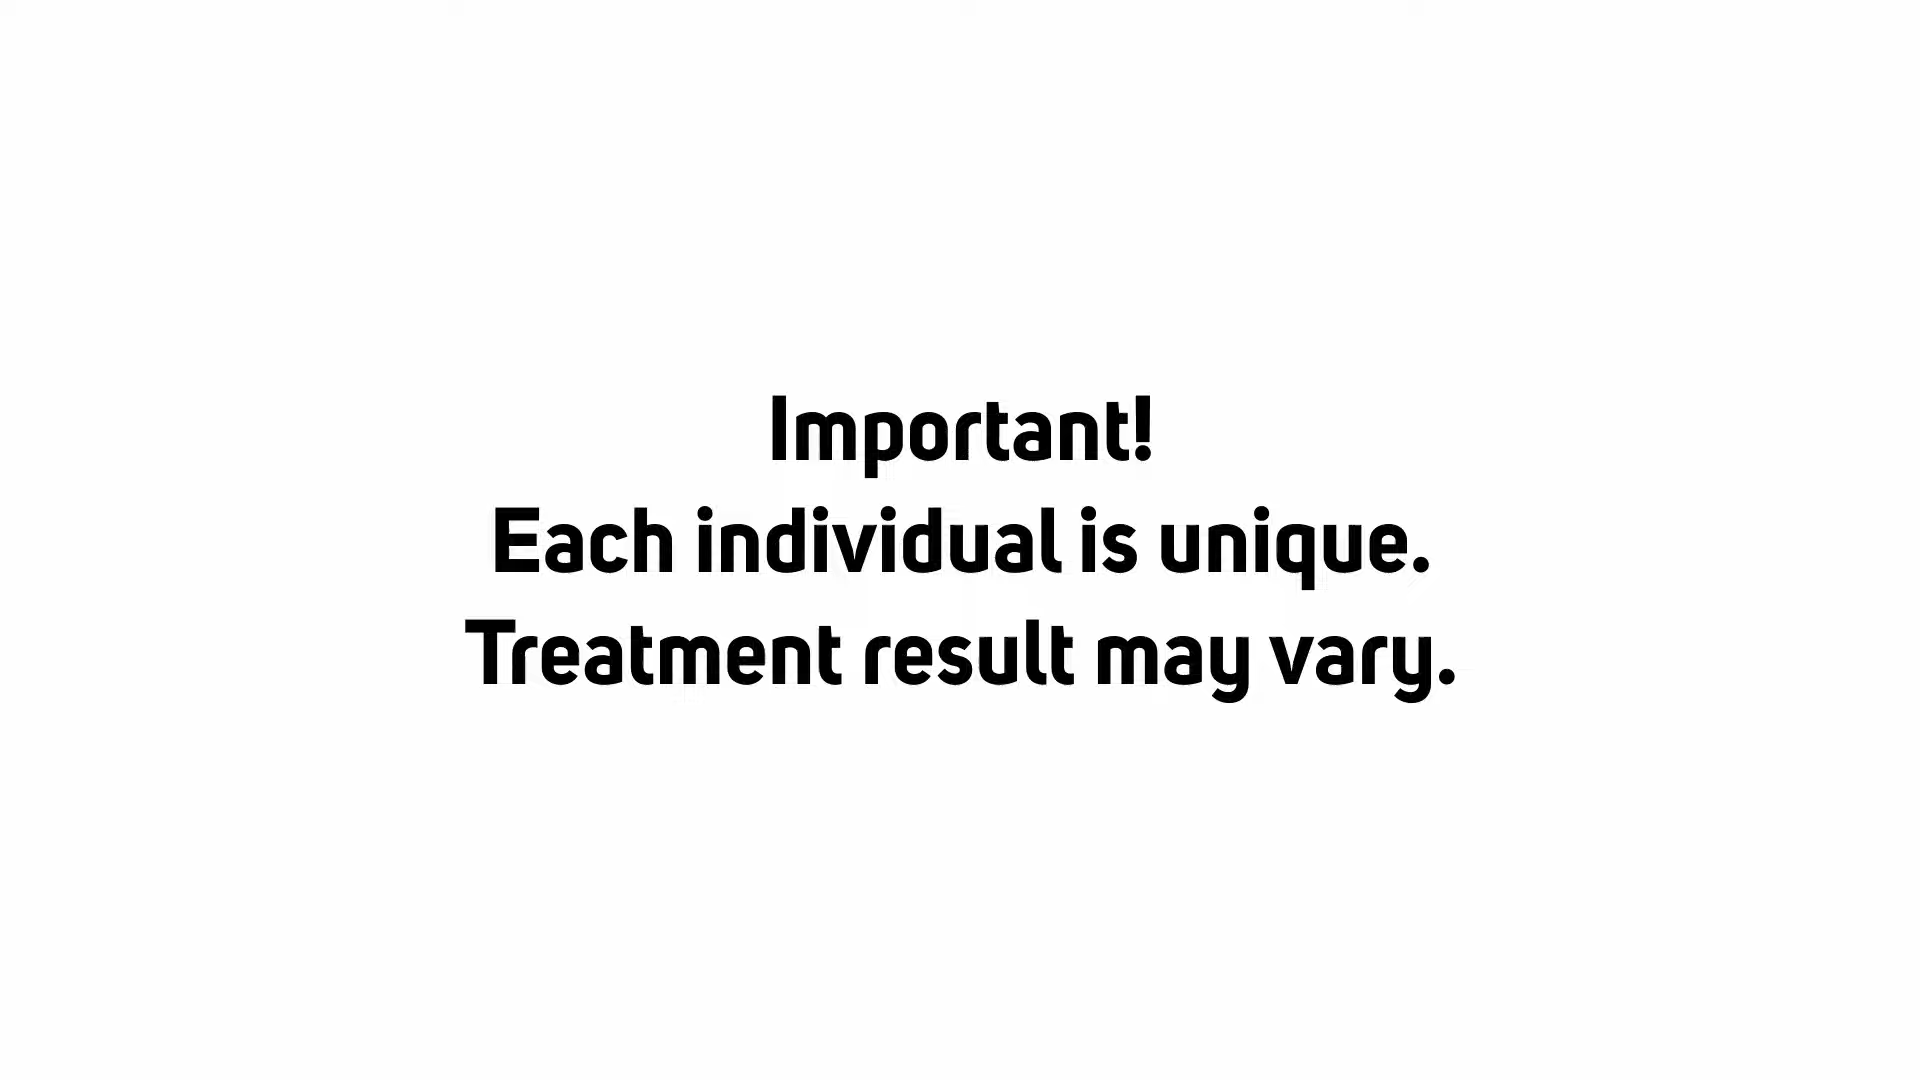 Important!
Each individual is unique.
Treatment result may vary.